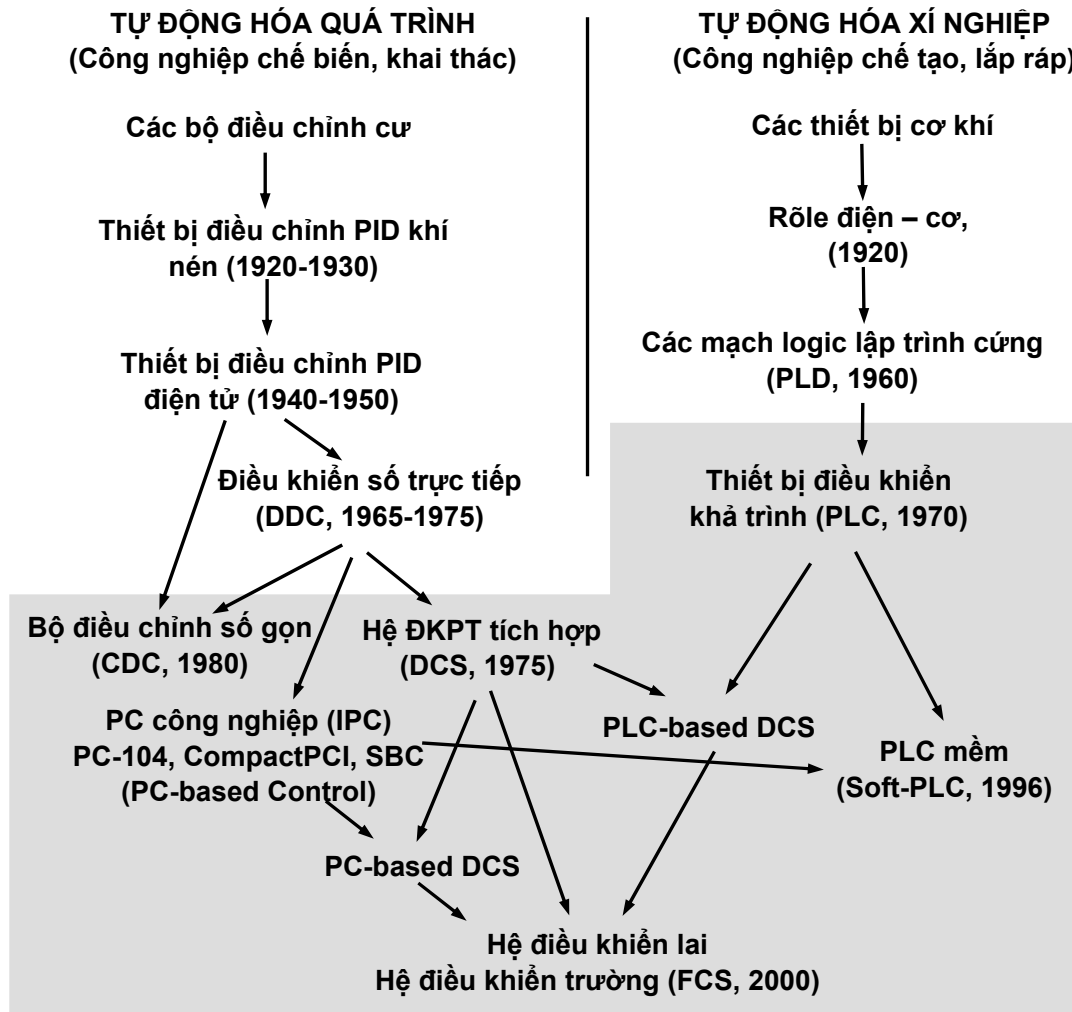 TỰ ĐỘNG HÓA QUÁ TRÌNH
(Công nghiệp chế biến, khai thác)
Các bộ điều chỉnh cư
Thiết bị điều chỉnh PID khí
nén (1920-1930)
Thiết bị điều chỉnh PID
điện tử (1940-1950)
Điều khiển số trực tiếp
(DDC, 1965-1975)
TỰ ĐỘNG HÓA XÍ NGHIỆP
(Công nghiệp chế tạo, lắp ráp)
Các thiết bị cơ khí
Rõle điện – cơ,
(1920)
Các mạch logic lập trình cứng
(PLD, 1960)
Thiết bị điều khiển
khả trình (PLC, 1970)
Bộ điều chỉnh số gọn
(CDC, 1980)
Hệ ĐKPT tích hợp
(DCS, 1975)
PC công nghiệp (IPC)
PC-104, CompactPCI, SBC
(PC-based Control)
PLC-based DCS
PLC mềm
(Soft-PLC, 1996)
PC-based DCS
Hệ điều khiển lai
Hệ điều khiển trường (FCS, 2000)